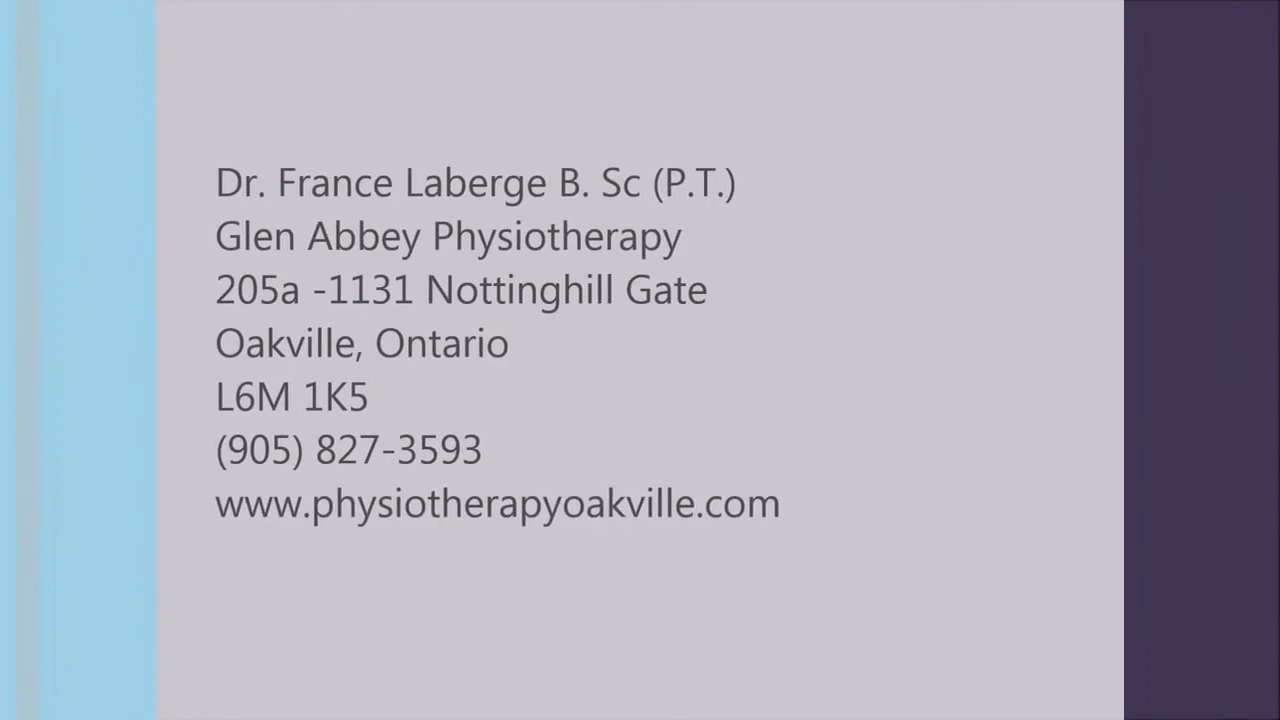 Dr. France Laberge B. Sc (P.T.)
Glen Abbey Physiotherapy
205a -1131 Nottinghill Gate
Oakville, Ontario
L6M 1K5
(905) 827-3593
www.physiotherapyoakville.com